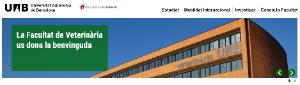 UAB
Universitat Autònoma
de Barcelona
Estudiar
Mobilitat internacional
Investigar
Coneix la Facultat
La Facultat de Veterinària
us dona la benvinguda